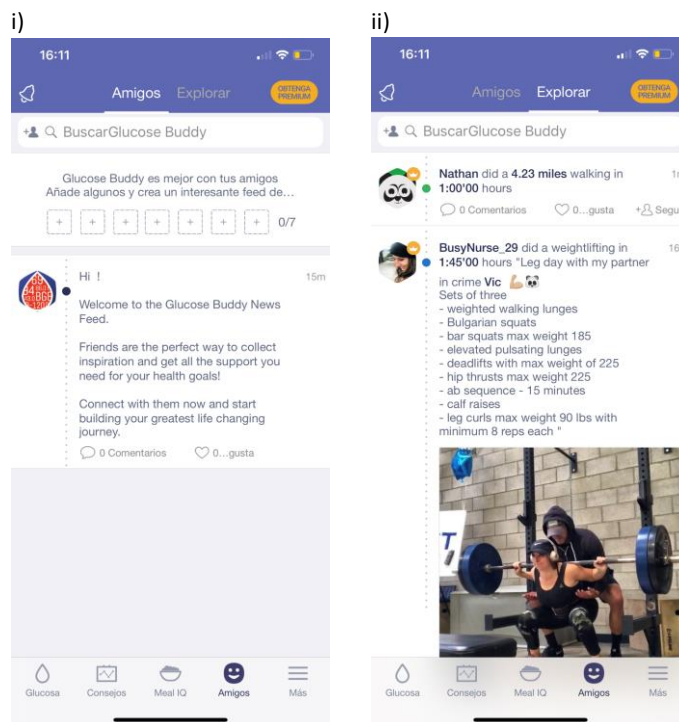 i)
16:11
Amigos Explorar
OBTENGA
PREMIUM
BuscarGlucose Buddy
Glucose Buddy es mejor con tus amigos
Añade algunos y crea un interesante feed de…
+ + + + + + + 0/7
Hi ! 15m
Welcome to the Glucose Buddy News
Feed.
Friends are the perfect way to collect
inspiration and get all the support you
need for your health goals!
Connect with them now and start
building your greatest life changing
journey.
0 Comentarios 0...gusta
Glucosa Consejos Meal IQ Amigos Más
ii)
16:11
Amigos Explorar
OBTENGA
PREMIUM
BuscarGlucose Buddy
Nathan did a 4.23 miles walking in
1:00'00 hours
0 Comentarios 0...gusta Segu
BusyNurse_29 did a weightlifting in 16
1:45'00 hours "Leg day with my partner
in crime Vic 💪🐼
Sets of three
- weighted walking lunges
- Bulgarian squats
- bar squats max weight 185
- elevated pulsating lunges
- deadlifts with max weight of 225
- hip thrusts max weight 225
- ab sequence - 15 minutes
- calf raises
- leg curls max weight 90 lbs with
minimum 8 reps each "
Glucosa Consejos Meal IQ Amigos Más